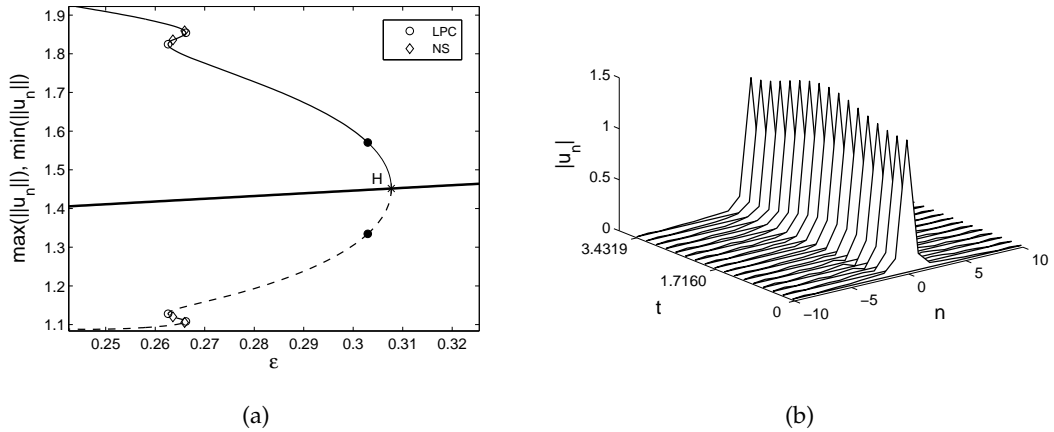 max(||u_n||), min(||u_n||)
1.9
1.8
1.7
1.6
1.5
1.4
1.3
1.2
1.1
LPC
NS
H
0.25 0.26 0.27 0.28 0.29 0.3 0.31 0.32
ε
(a)
|u_n|
1.5
1
0.5
0
3.4319
1.7160
0
t
−10
−5
0
5
10
n
(b)